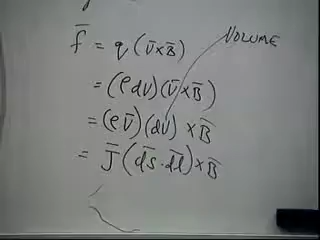 VOLUME
f̄ = q (v̄×B̄)
= (ρdv)(v̄×B̄)
= (ρv̄)(dv) ×B̄
= J̄ (ds̄·dl̄)×B̄